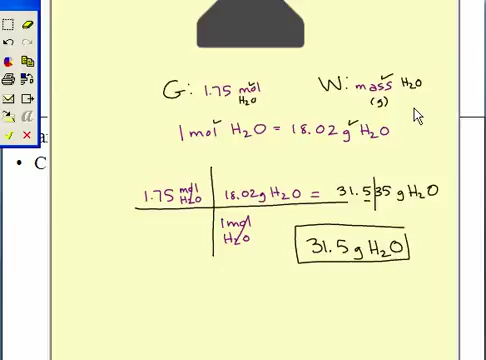 G: 1.75 mol H₂O W: mass H₂O (g)
1 mol H₂O = 18.02 g H₂O
1.75 mol H₂O 18.02 g H₂O = 31.535 g H₂O
1 mol H₂O
31.5 g H₂O
• C